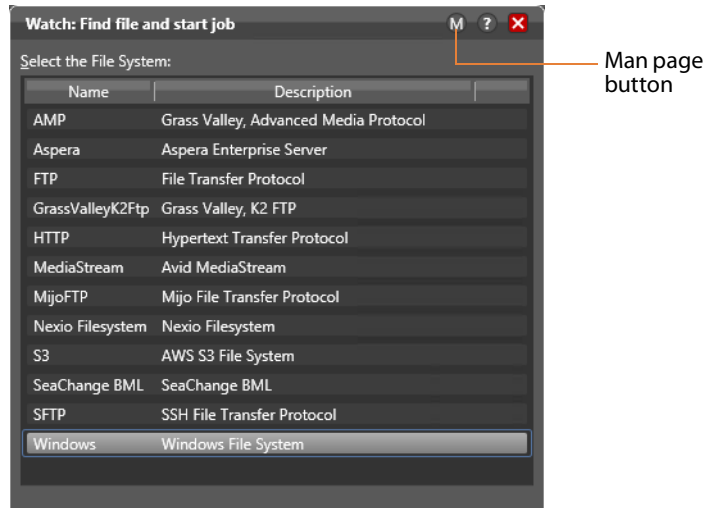 Watch: Find file and start job M ? X
Man page
button
Select the File System:
Name Description
AMP Grass Valley, Advanced Media Protocol
Aspera Aspera Enterprise Server
FTP File Transfer Protocol
GrassValleyK2Ftp Grass Valley, K2 FTP
HTTP Hypertext Transfer Protocol
MediaStream Avid MediaStream
MijoFTP Mijo File Transfer Protocol
Nexio Filesystem Nexio Filesystem
S3 AWS S3 File System
SeaChange BML SeaChange BML
SFTP SSH File Transfer Protocol
Windows Windows File System